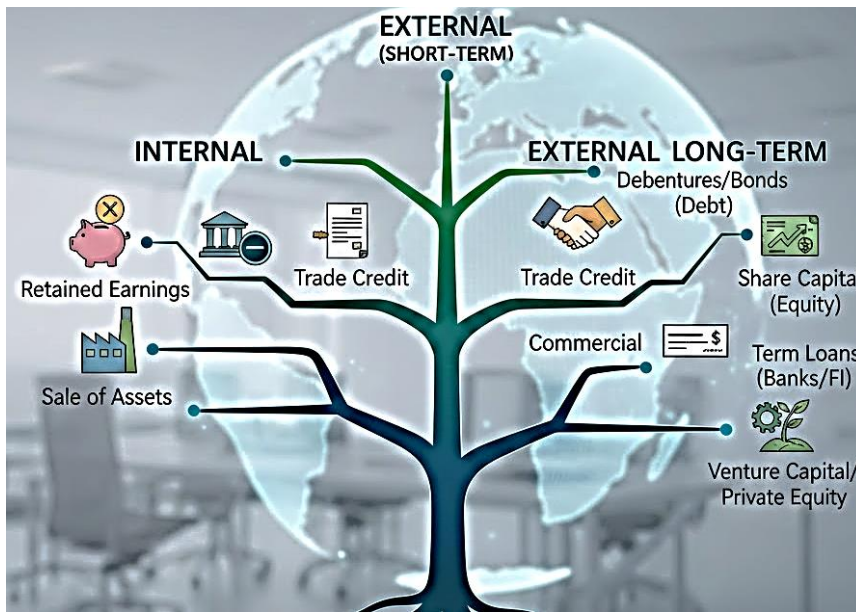 EXTERNAL
(SHORT-TERM)
INTERNAL
EXTERNAL LONG-TERM
Debentures/Bonds
(Debt)
Trade Credit
Trade Credit
Retained Earnings
Share Capital
(Equity)
Commercial
$
Term Loans
(Banks/FI)
Sale of Assets
Venture Capital/
Private Equity